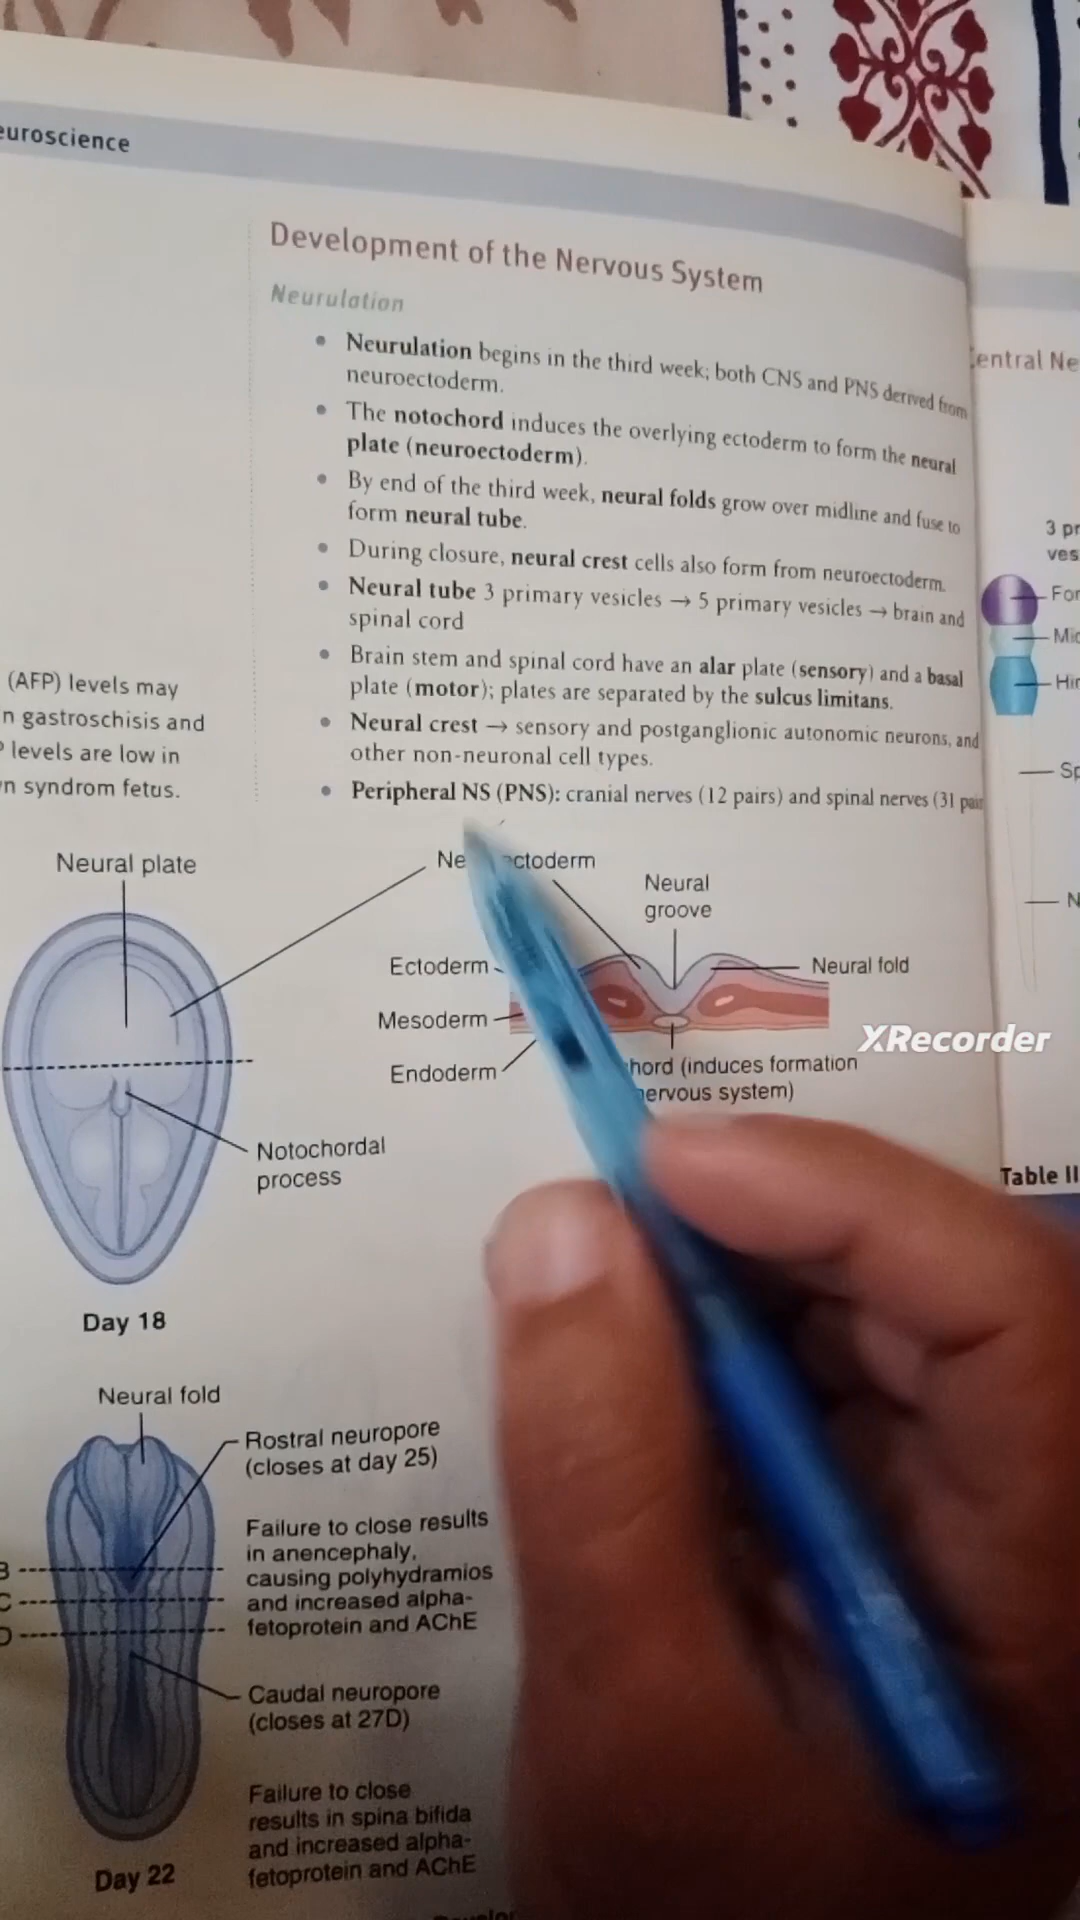 euroscience
Development of the Nervous System
Neurulation
• Neurulation begins in the third week; both CNS and PNS derived from
neuroectoderm.
• The notochord induces the overlying ectoderm to form the neural
plate (neuroectoderm).
• By end of the third week, neural folds grow over midline and fuse to
form neural tube.
• During closure, neural crest cells also form from neuroectoderm.
• Neural tube 3 primary vesicles → 5 primary vesicles → brain and
spinal cord
• Brain stem and spinal cord have an alar plate (sensory) and a basal
plate (motor); plates are separated by the sulcus limitans.
• Neural crest → sensory and postganglionic autonomic neurons, and
other non-neuronal cell types.
• Peripheral NS (PNS): cranial nerves (12 pairs) and spinal nerves (31 pair
(AFP) levels may
n gastroschisis and
levels are low in
n syndrom fetus.
Neural plate
Ne ectoderm
Neural
groove
Ectoderm
Neural fold
Mesoderm
Endoderm
hord (induces formation
nervous system)
Notochordal
process
Day 18
Neural fold
Rostral neuropore
(closes at day 25)
Failure to close results
in anencephaly,
causing polyhydramios
and increased alpha-
fetoprotein and AChE
B
C
D
Caudal neuropore
(closes at 27D)
Failure to close
results in spina bifida
and increased alpha-
fetoprotein and AChE
Day 22
entral Ne
3 pr
ves
For
Mid
Hin
Sp
N
Table II
XRecorder